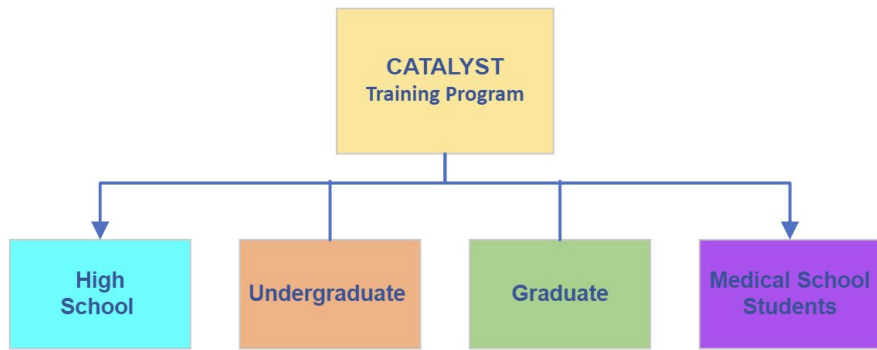 CATALYST
Training Program
High
School
Undergraduate
Graduate
Medical School
Students